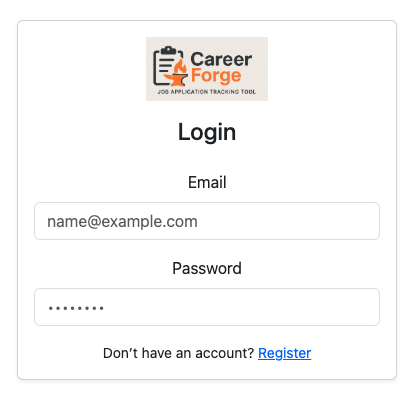 Career
Forge
JOB APPLICATION TRACKING TOOL
Login
Email
name@example.com
Password
••••••••
Don't have an account? Register